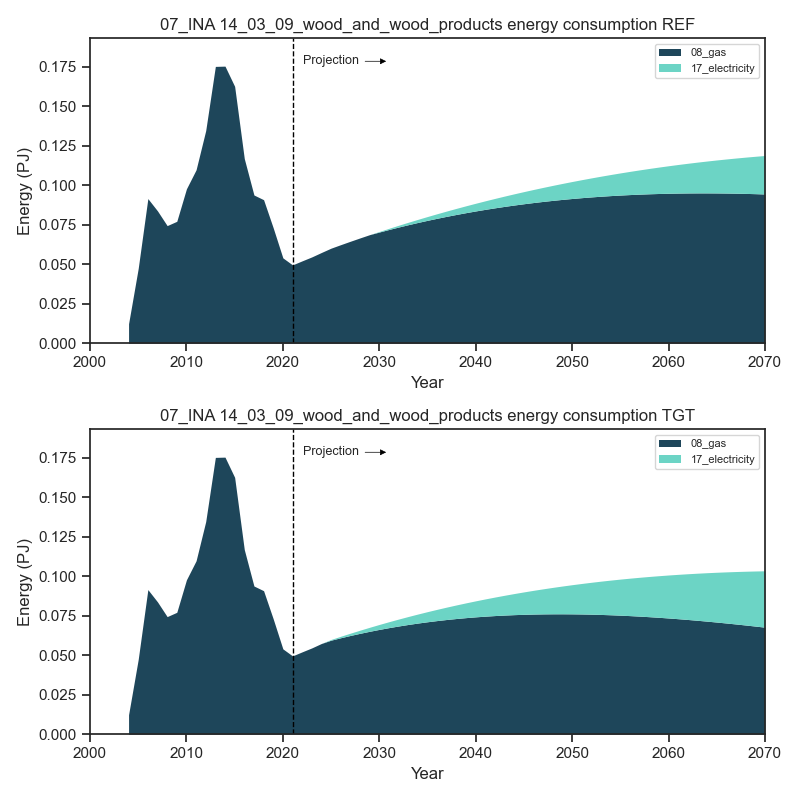 07_INA 14_03_09_wood_and_wood_products energy consumption REF
08_gas
17_electricity
Projection
0.175
0.150
0.125
0.100
0.075
0.050
0.025
0.000
Energy (PJ)
2000 2010 2020 2030 2040 2050 2060 2070
Year
07_INA 14_03_09_wood_and_wood_products energy consumption TGT
08_gas
17_electricity
Projection
0.175
0.150
0.125
0.100
0.075
0.050
0.025
0.000
Energy (PJ)
2000 2010 2020 2030 2040 2050 2060 2070
Year